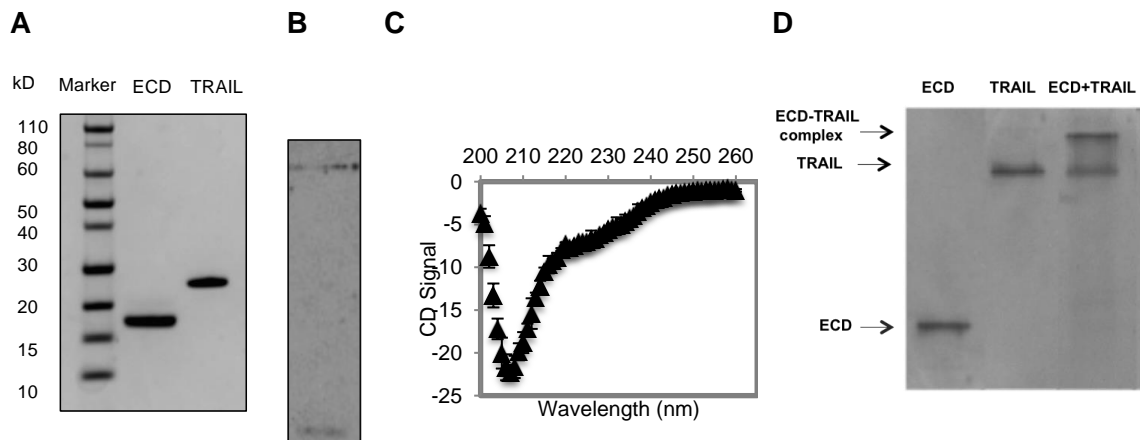 A
B
C
D
kD
Marker ECD TRAIL
110
80
60
50
40
30
20
15
10
200 210 220 230 240 250 260
0
-5
-10
-15
-20
-25
CD Signal
Wavelength (nm)
ECD TRAIL ECD+TRAIL
ECD-TRAIL
complex
TRAIL
ECD